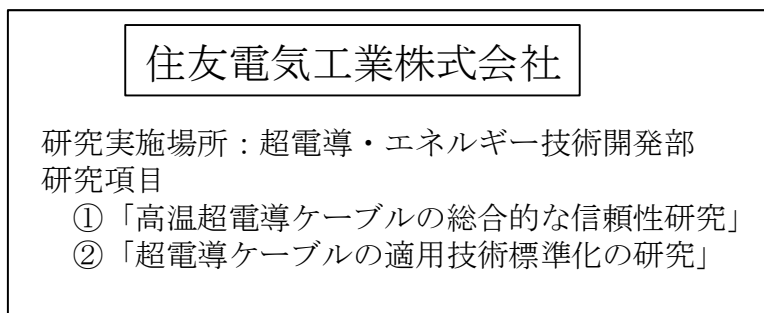 住友電気工業株式会社
研究実施場所：超電導・エネルギー技術開発部
研究項目
①「高温超電導ケーブルの総合的な信頼性研究」
②「超電導ケーブルの適用技術標準化の研究」